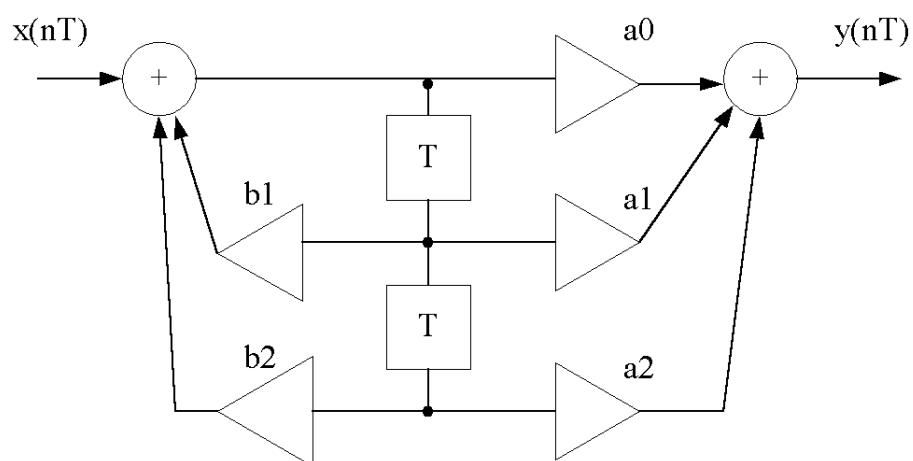 x(nT)
a0
y(nT)
+
+
T
b1
a1
T
b2
a2